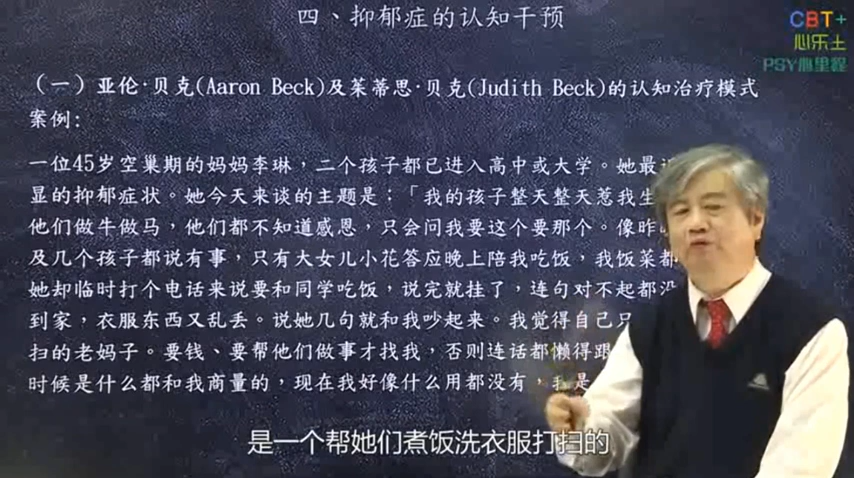 四、抑郁症的认知干预
CBT+
心乐土
PSY心里程
（一）亚伦·贝克(Aaron Beck)及茱蒂思·贝克(Judith Beck)的认知治疗模式
案例:
一位45岁空巢期的妈妈李琳，二个孩子都已进入高中或大学。她最
显的抑郁症状。她今天来谈的主题是：「我的孩子整天整天惹我生
他们做牛做马，他们都不知道感恩，只会问我要这个要那个。像昨
及几个孩子都说有事，只有大女儿小花答应晚上陪我吃饭，我饭菜都
她却临时打个电话来说要和同学吃饭，说完就挂了，连句对不起都没
到家，衣服东西又乱丢。说她几句就和我吵起来。我觉得自己只
扫的老妈子。要钱、要帮他们做事才找我，否则连话都懒得跟
时候是什么都和我商量的，现在我好像什么用都没有，我是
是一个帮她们煮饭洗衣服打扫的